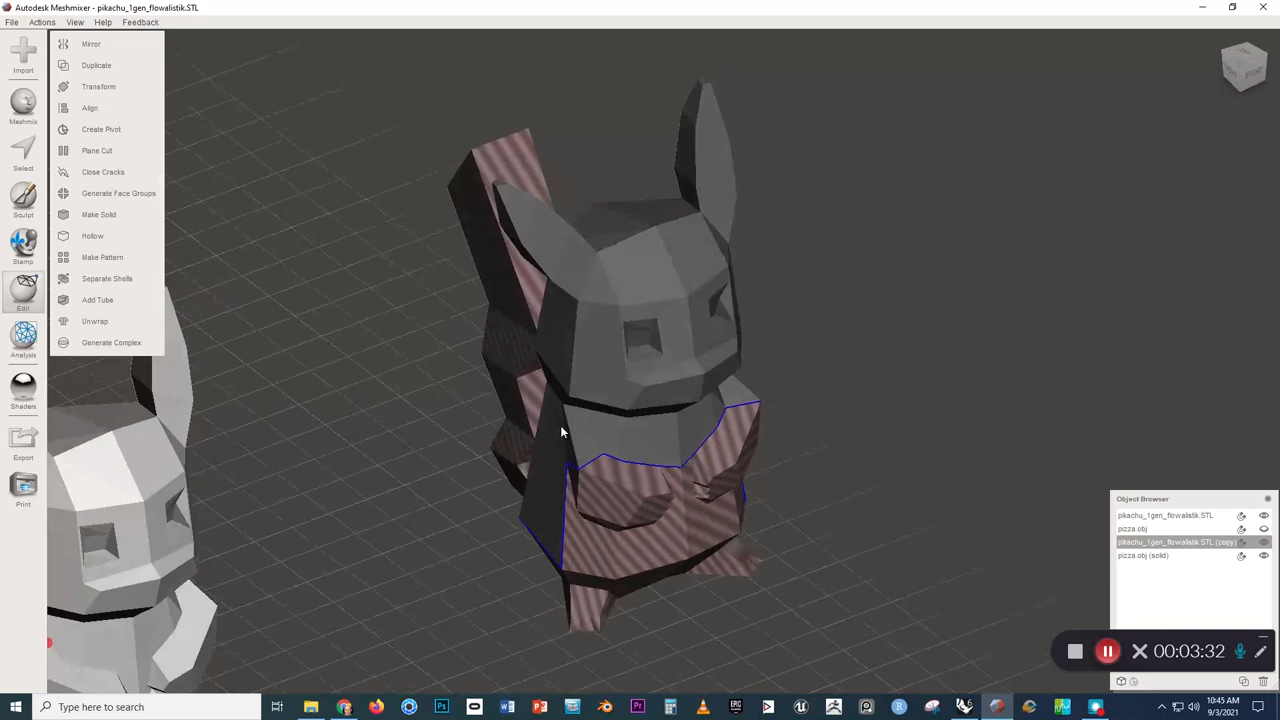 Autodesk Meshmixer - pikachu_1gen_flowalistik.STL
File Actions View Help Feedback
Import
Meshmix
Select
Sculpt
Stamp
Edit
Analysis
Shaders
Export
Print
Mirror
Duplicate
Transform
Align
Create Pivot
Plane Cut
Close Cracks
Generate Face Groups
Make Solid
Hollow
Make Pattern
Separate Shells
Add Tube
Unwrap
Generate Complex
RIGHT
Object Browser
pikachu_1gen_flowalistik.STL
pizza.obj
pikachu_1gen_flowalistik.STL (copy)
pizza.obj (solid)
00:03:32
Type here to search
10:45 AM
9/3/2021